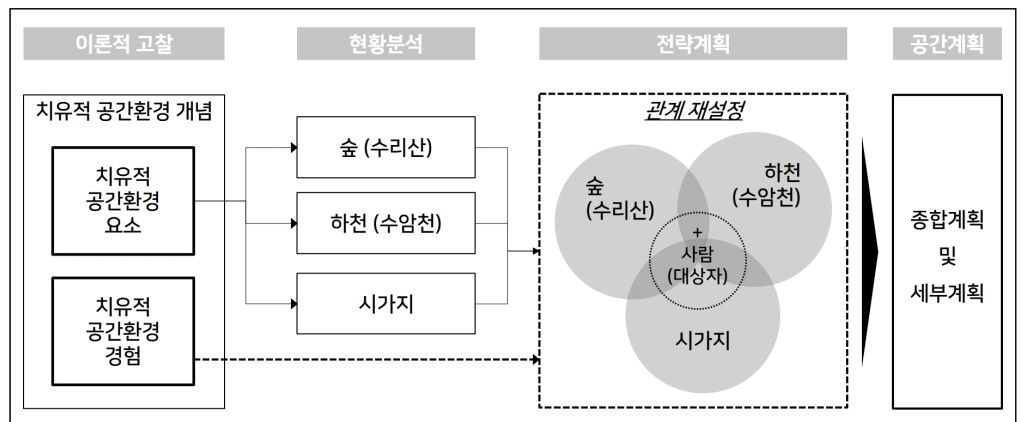 이론적 고찰
현황분석
전략계획
공간계획
치유적 공간환경 개념
치유적
공간환경
요소
치유적
공간환경
경험
숲 (수리산)
하천 (수암천)
시가지
관계 재설정
숲
(수리산)
하천
(수암천)
+
사람
(대상자)
시가지
종합계획
및
세부계획